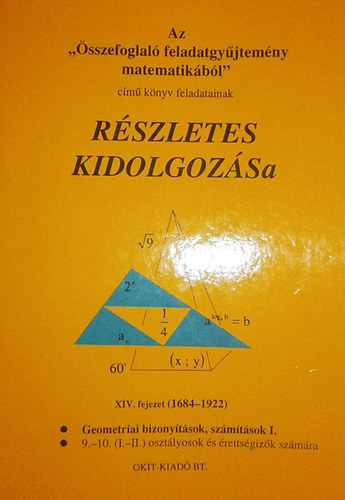 Az
„Összefoglaló feladatgyűjtemény
matematikából”
című könyv feladatainak
RÉSZLETES
KIDOLGOZÁSa
√9
2ˣ
1/4
a^log_a b = b
aₙ
(x ; y)
60°
XIV. fejezet (1684–1922)
● Geometriai bizonyítások, számítások I.
● 9.–10. (I.–II.) osztályosok és érettségizők számára
OKIT-KIADÓ BT.